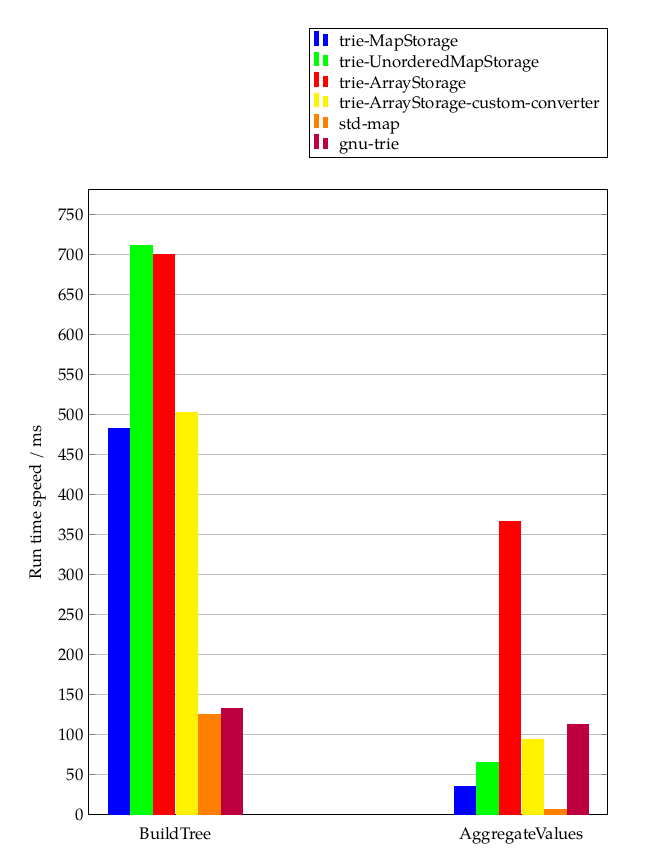 trie-MapStorage
trie-UnorderedMapStorage
trie-ArrayStorage
trie-ArrayStorage-custom-converter
std-map
gnu-trie
750
700
650
600
550
500
450
400
350
300
250
200
150
100
50
0
Run time speed / ms
BuildTree AggregateValues